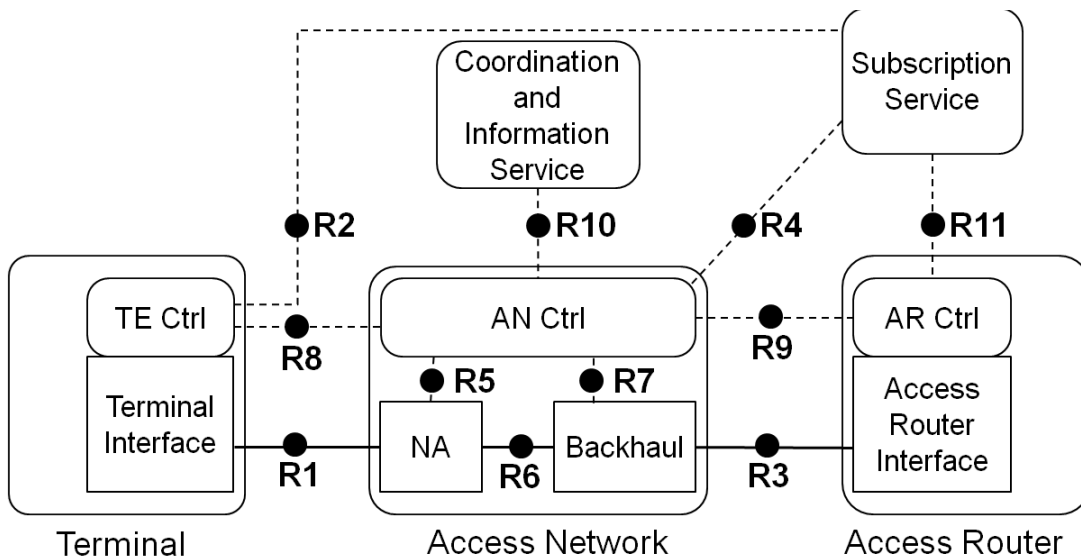 Coordination
and
Information
Service
Subscription
Service
R2
R10
R4
R11
TE Ctrl
AN Ctrl
AR Ctrl
R8
R9
R5
R7
Terminal
Interface
NA
Backhaul
Access
Router
Interface
R1
R6
R3
Terminal
Access Network
Access Router